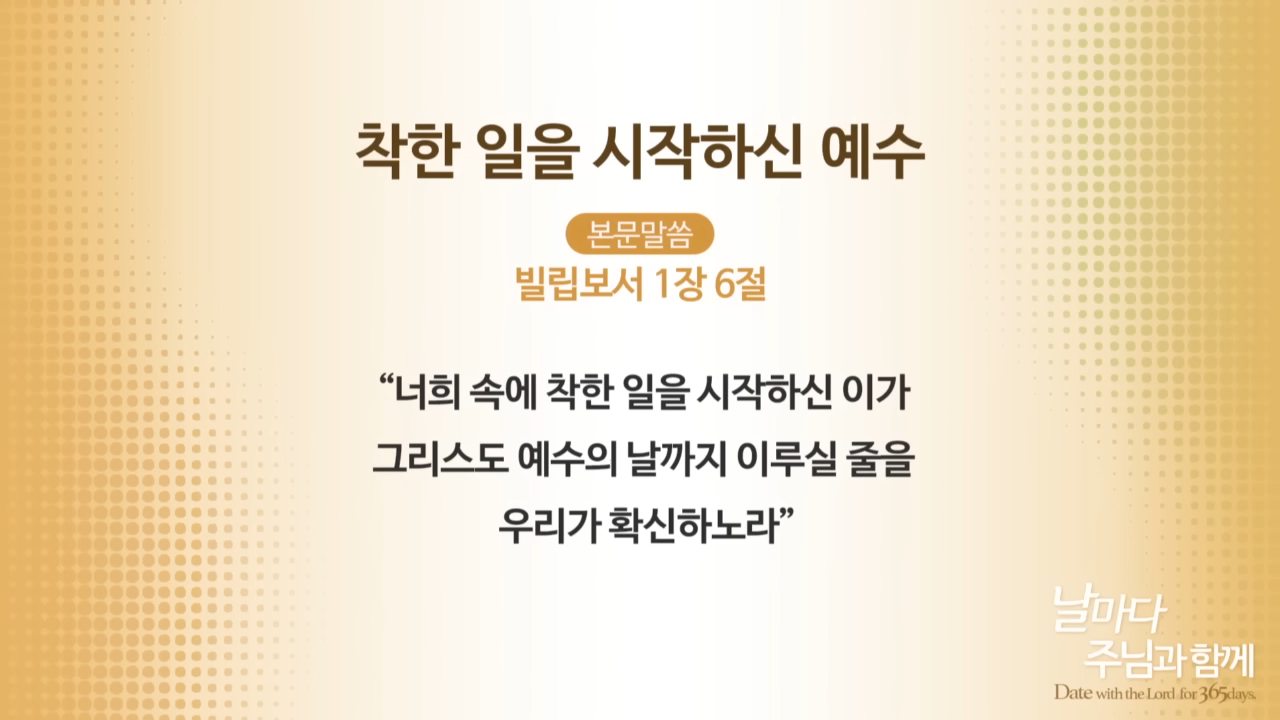 착한 일을 시작하신 예수
본문말씀
빌립보서 1장 6절
“너희 속에 착한 일을 시작하신 이가
그리스도 예수의 날까지 이루실 줄을
우리가 확신하노라”
날마다
주님과 함께
Date with the Lord for 365days.